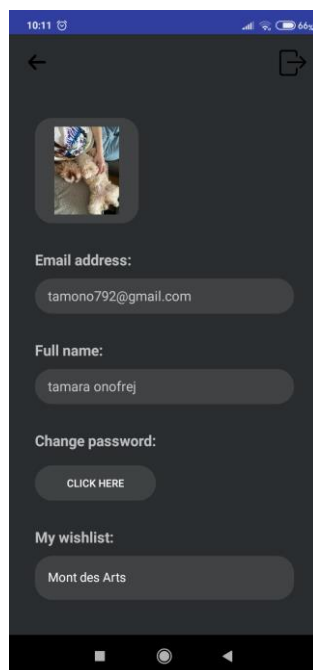 10:11
66%
Email address:
tamono792@gmail.com
Full name:
tamara onofrej
Change password:
CLICK HERE
My wishlist:
Mont des Arts